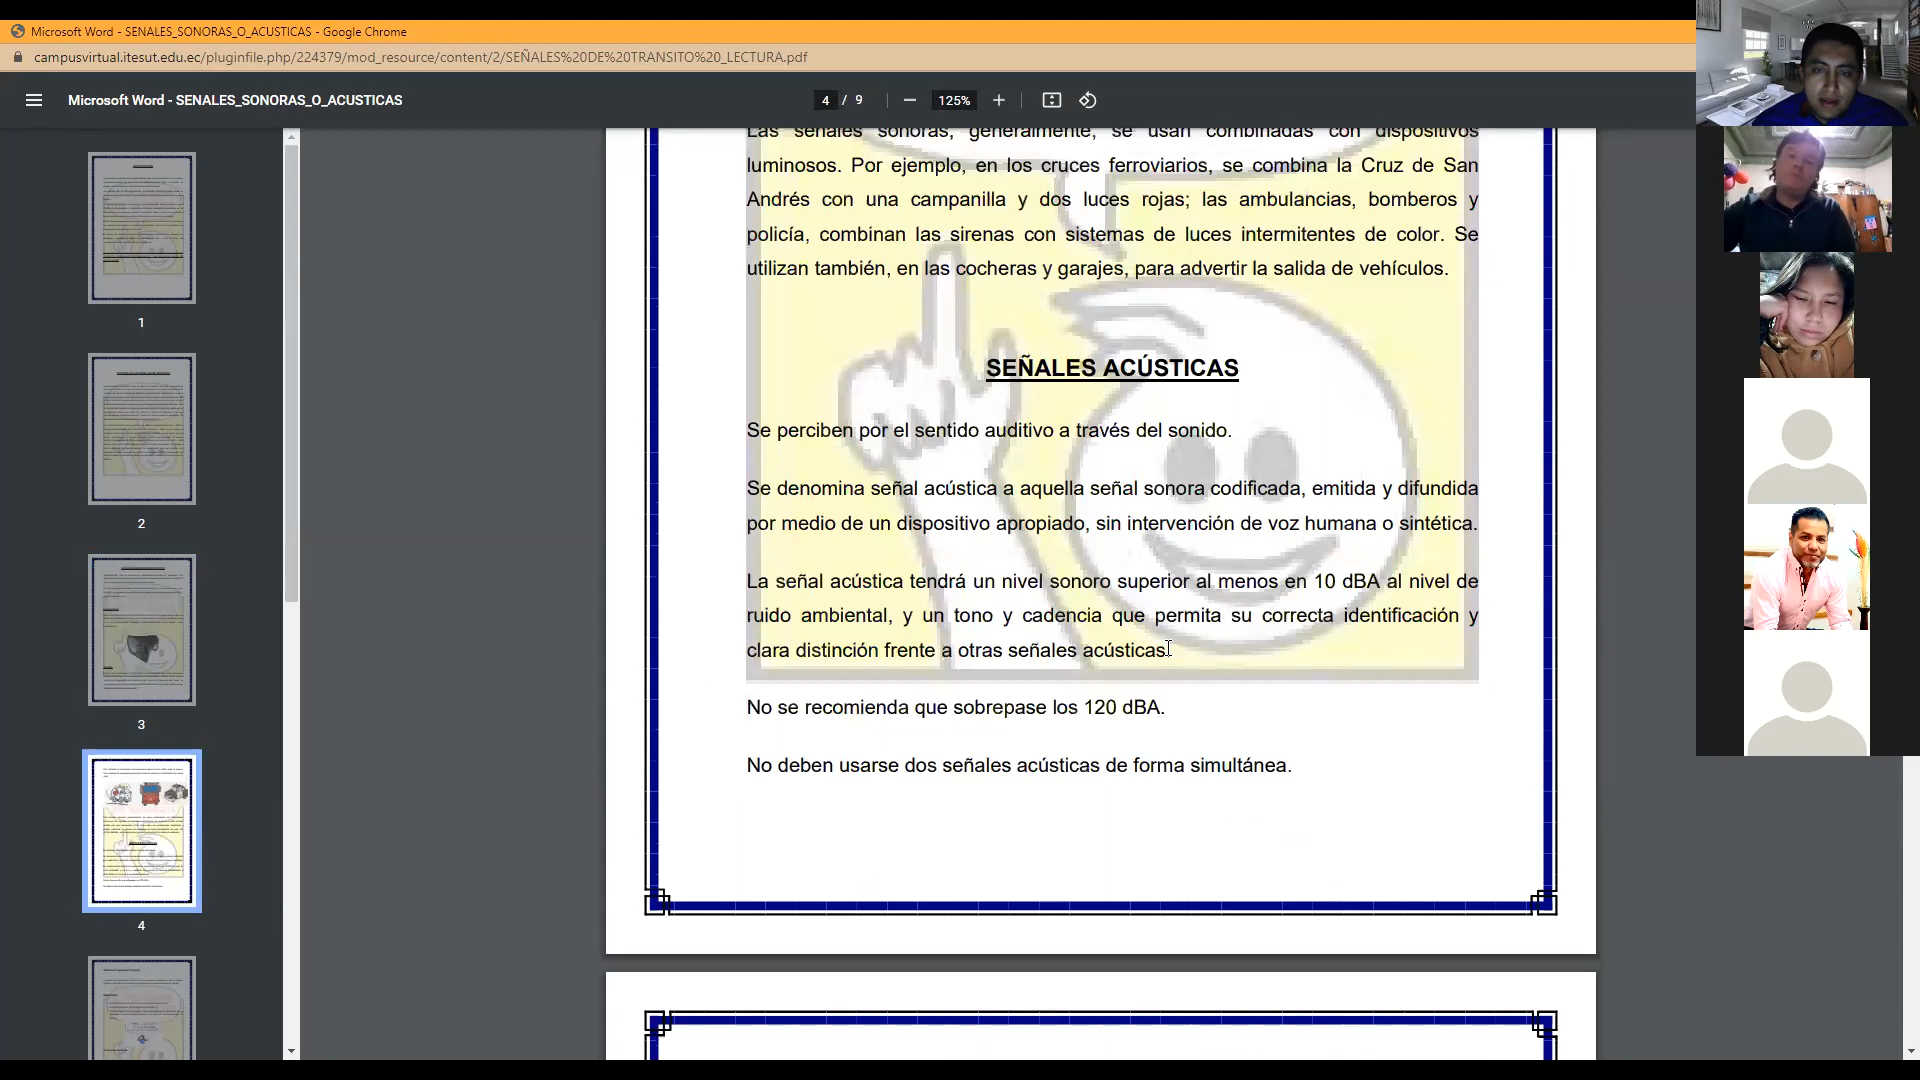 Microsoft Word - SENALES_SONORAS_O_ACUSTICAS - Google Chrome
campusvirtual.itesut.edu.ec/pluginfile.php/224379/mod_resource/content/2/SEÑALES%20DE%20TRANSITO%20_LECTURA.pdf
Microsoft Word - SENALES_SONORAS_O_ACUSTICAS
4 / 9
125%
1
2
3
4
Las señales sonoras, generalmente, se usan combinadas con dispositivos
luminosos. Por ejemplo, en los cruces ferroviarios, se combina la Cruz de San
Andrés con una campanilla y dos luces rojas; las ambulancias, bomberos y
policía, combinan las sirenas con sistemas de luces intermitentes de color. Se
utilizan también, en las cocheras y garajes, para advertir la salida de vehículos.
SEÑALES ACÚSTICAS
Se perciben por el sentido auditivo a través del sonido.
Se denomina señal acústica a aquella señal sonora codificada, emitida y difundida
por medio de un dispositivo apropiado, sin intervención de voz humana o sintética.
La señal acústica tendrá un nivel sonoro superior al menos en 10 dBA al nivel de
ruido ambiental, y un tono y cadencia que permita su correcta identificación y
clara distinción frente a otras señales acústicas.
No se recomienda que sobrepase los 120 dBA.
No deben usarse dos señales acústicas de forma simultánea.